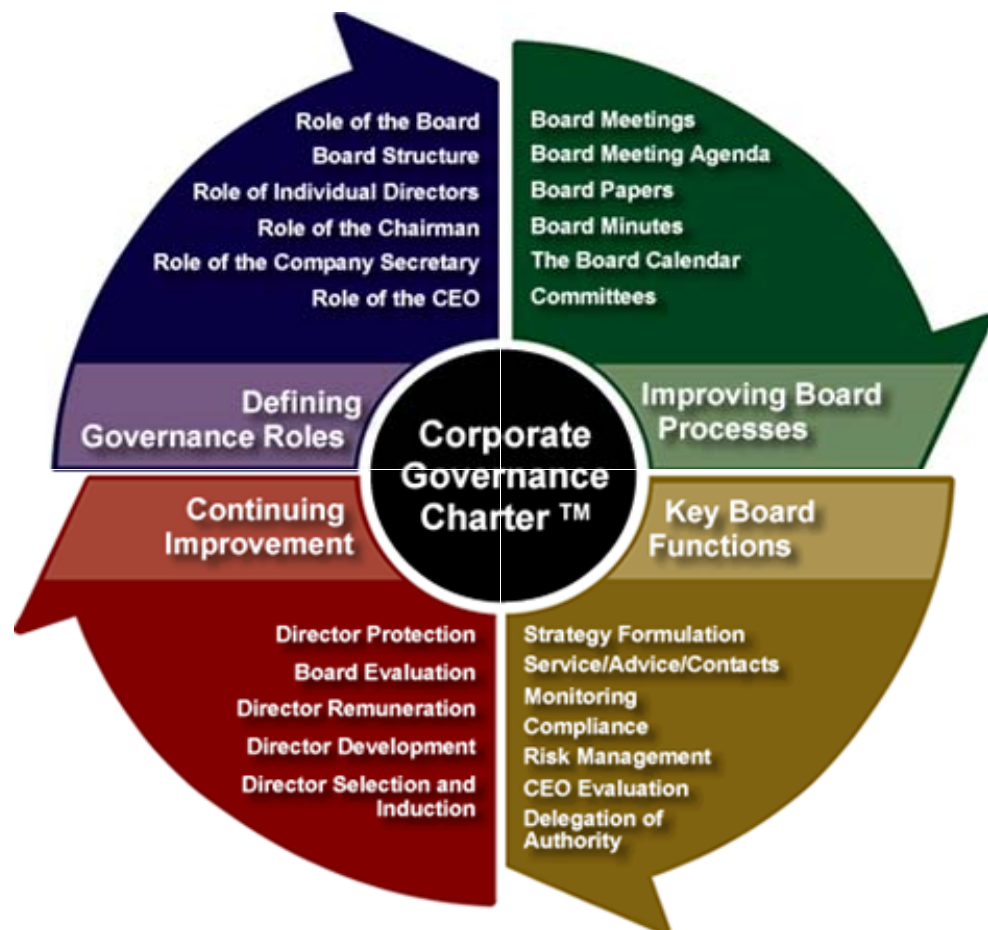 Role of the Board
Board Structure
Role of Individual Directors
Role of the Chairman
Role of the Company Secretary
Role of the CEO
Defining
Governance Roles
Board Meetings
Board Meeting Agenda
Board Papers
Board Minutes
The Board Calendar
Committees
Improving Board
Processes
Corporate
Governance
Charter ™
Continuing
Improvement
Director Protection
Board Evaluation
Director Remuneration
Director Development
Director Selection and
Induction
Key Board
Functions
Strategy Formulation
Service/Advice/Contacts
Monitoring
Compliance
Risk Management
CEO Evaluation
Delegation of
Authority